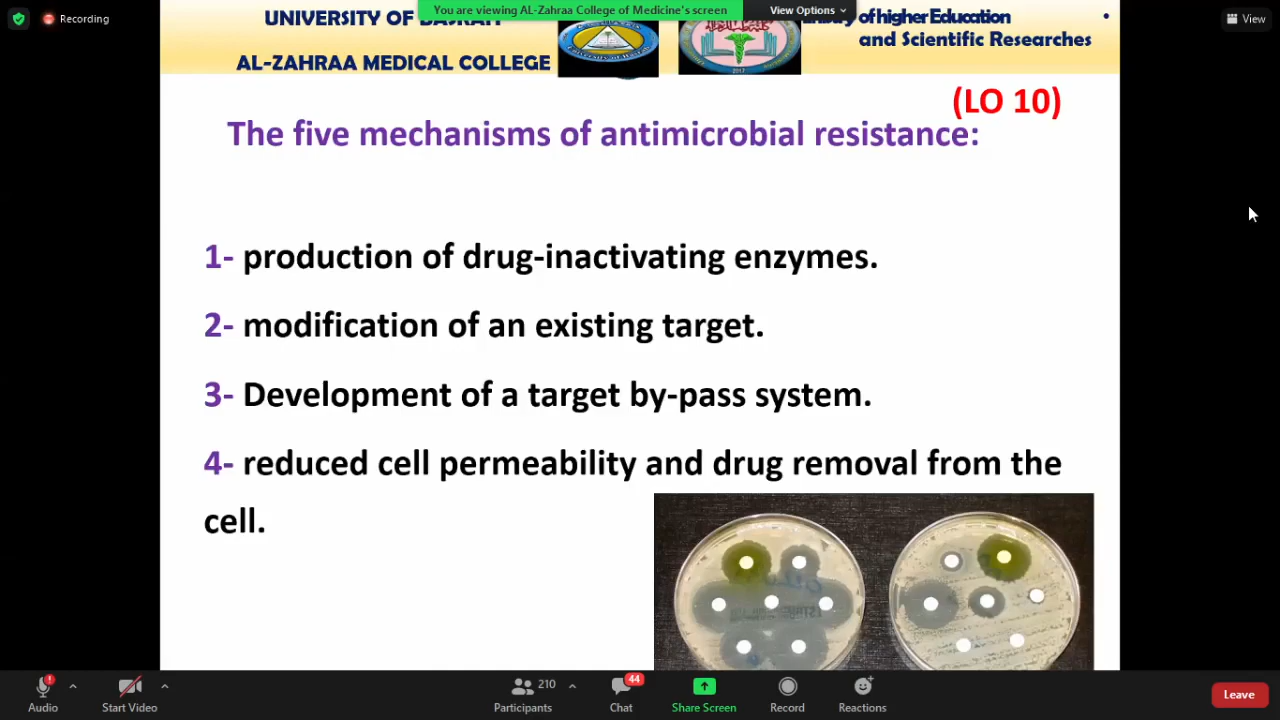 Recording
You are viewing AL-Zahraa College of Medicine's screen
View Options
View
UNIVERSITY OF BASRAH
of higher Education
and Scientific Researches
AL-ZAHRAA MEDICAL COLLEGE
2017
(LO 10)
The five mechanisms of antimicrobial resistance:
1- production of drug-inactivating enzymes.
2- modification of an existing target.
3- Development of a target by-pass system.
4- reduced cell permeability and drug removal from the
cell.
210
44
Audio
Start Video
Participants
Chat
Share Screen
Record
Reactions
Leave